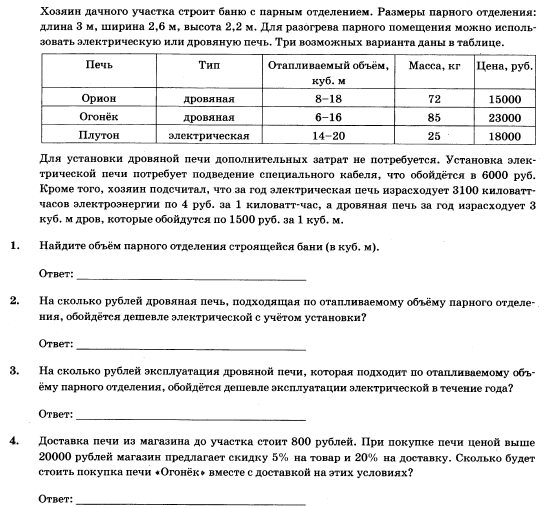 Хозяин дачного участка строит баню с парным отделением. Размеры парного отделения:
длина 3 м, ширина 2,6 м, высота 2,2 м. Для разогрева парного помещения можно исполь-
зовать электрическую или дровяную печь. Три возможных варианта даны в таблице.
Печь Тип Отапливаемый объём, куб. м Масса, кг Цена, руб.
Орион дровяная 8–18 72 15000
Огонёк дровяная 6–16 85 23000
Плутон электрическая 14–20 25 18000
Для установки дровяной печи дополнительных затрат не потребуется. Установка элек-
трической печи потребует подведение специального кабеля, что обойдётся в 6000 руб.
Кроме того, хозяин подсчитал, что за год электрическая печь израсходует 3100 киловатт-
часов электроэнергии по 4 руб. за 1 киловатт-час, а дровяная печь за год израсходует 3
куб. м дров, которые обойдутся по 1500 руб. за 1 куб. м.
1. Найдите объём парного отделения строящейся бани (в куб. м).
Ответ:
2. На сколько рублей дровяная печь, подходящая по отапливаемому объёму парного отделе-
ния, обойдётся дешевле электрической с учётом установки?
Ответ:
3. На сколько рублей эксплуатация дровяной печи, которая подходит по отапливаемому объ-
ёму парного отделения, обойдётся дешевле эксплуатации электрической в течение года?
Ответ:
4. Доставка печи из магазина до участка стоит 800 рублей. При покупке печи ценой выше
20000 рублей магазин предлагает скидку 5% на товар и 20% на доставку. Сколько будет
стоить покупка печи «Огонёк» вместе с доставкой на этих условиях?
Ответ: